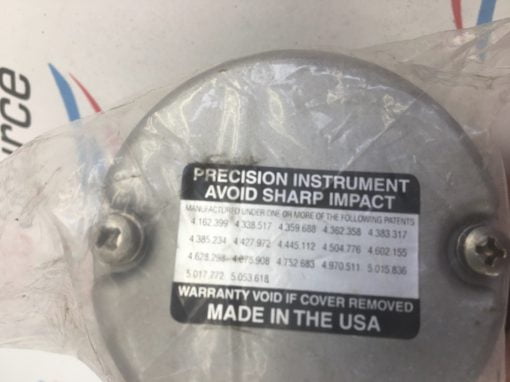 PRECISION INSTRUMENT
AVOID SHARP IMPACT
MANUFACTURED UNDER ONE OR MORE OF THE FOLLOWING PATENTS
4.162.399 4.338.517 4.359.688 4.362.358 4.383.317
4.385.234 4.427.972 4.445.112 4.504.776 4.602.155
4.628.298 4.675.908 4.752.683 4.970.511 5.015.836
5.017.772 5.053.618
WARRANTY VOID IF COVER REMOVED
MADE IN THE USA
urce